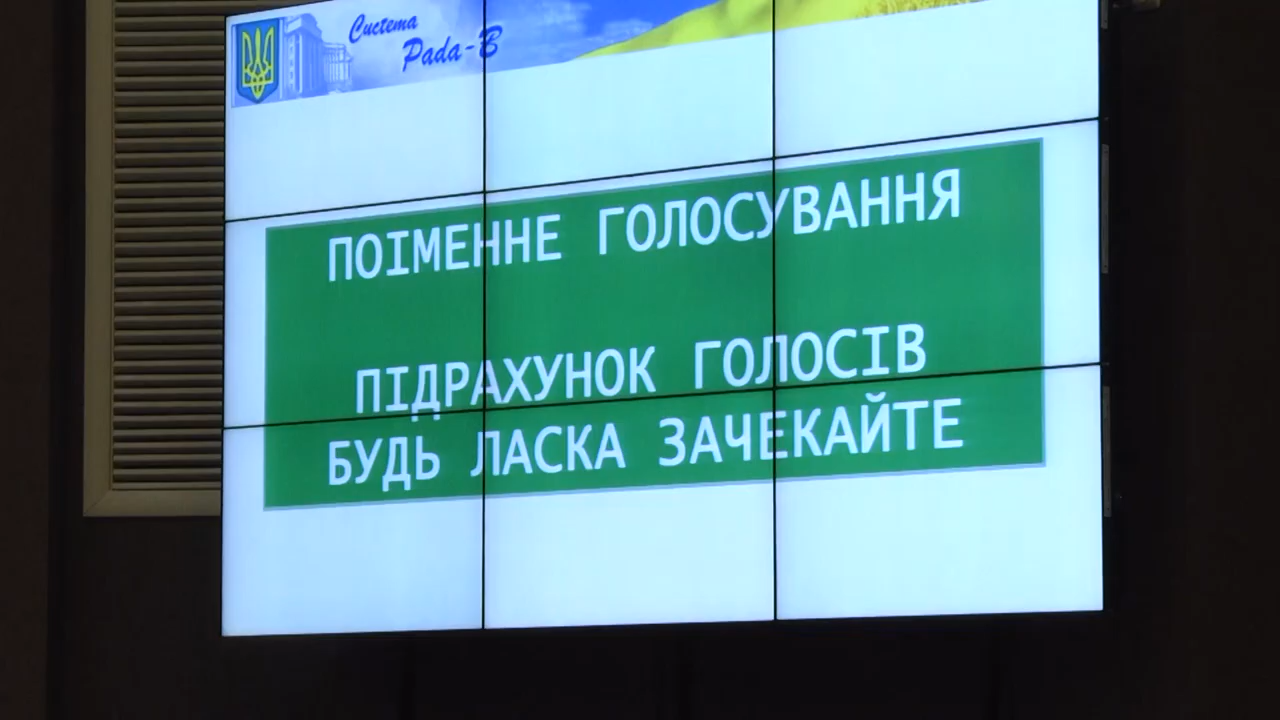 Система
Рада-В
ПОІМЕННЕ ГОЛОСУВАННЯ
ПІДРАХУНОК ГОЛОСІВ
БУДЬ ЛАСКА ЗАЧЕКАЙТЕ